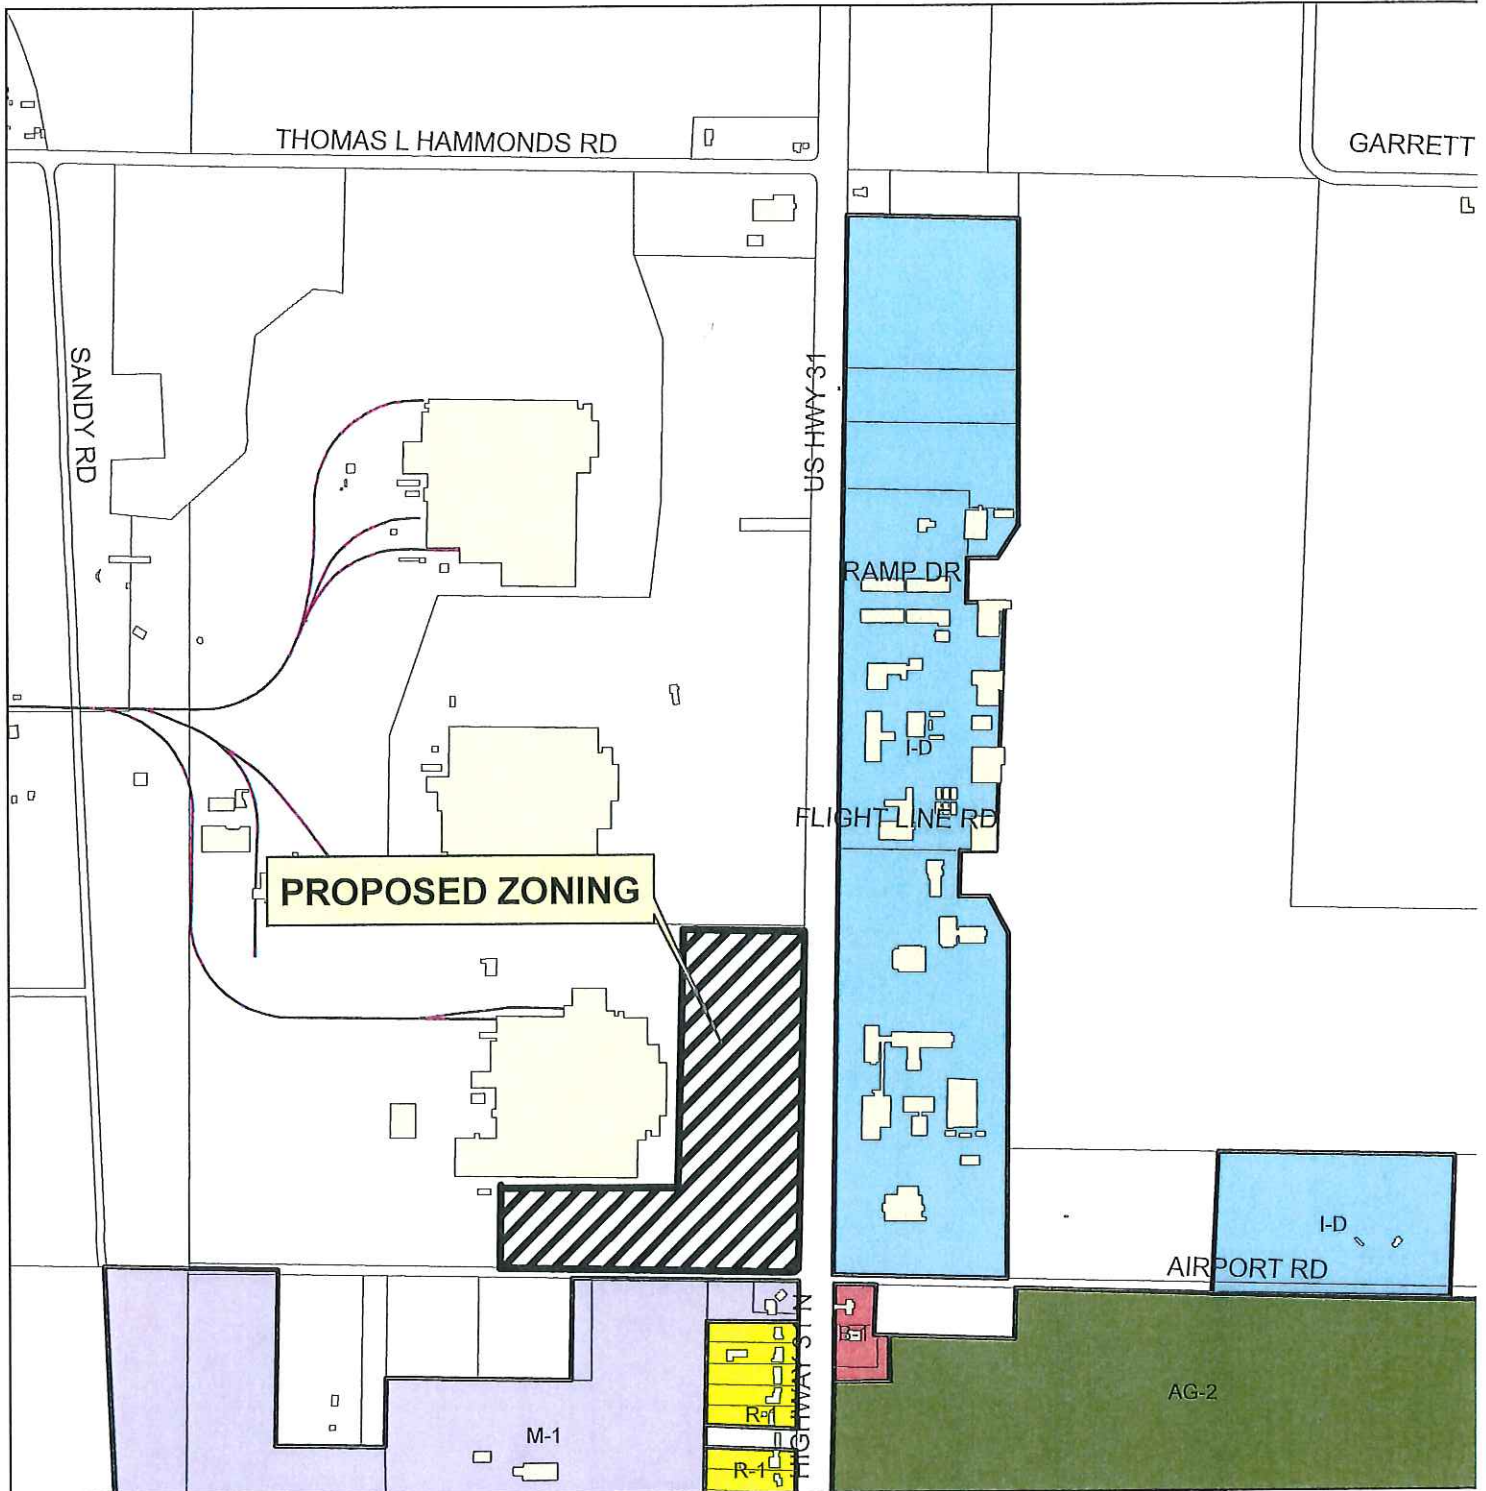 THOMAS L HAMMONDS RD
GARRETT
SANDY RD
US HWY 31
RAMP DR
I-D
FLIGHT LINE RD
PROPOSED ZONING
I-D
AIRPORT RD
HIGHWAY 31 N
AG-2
R-1
M-1
R-1